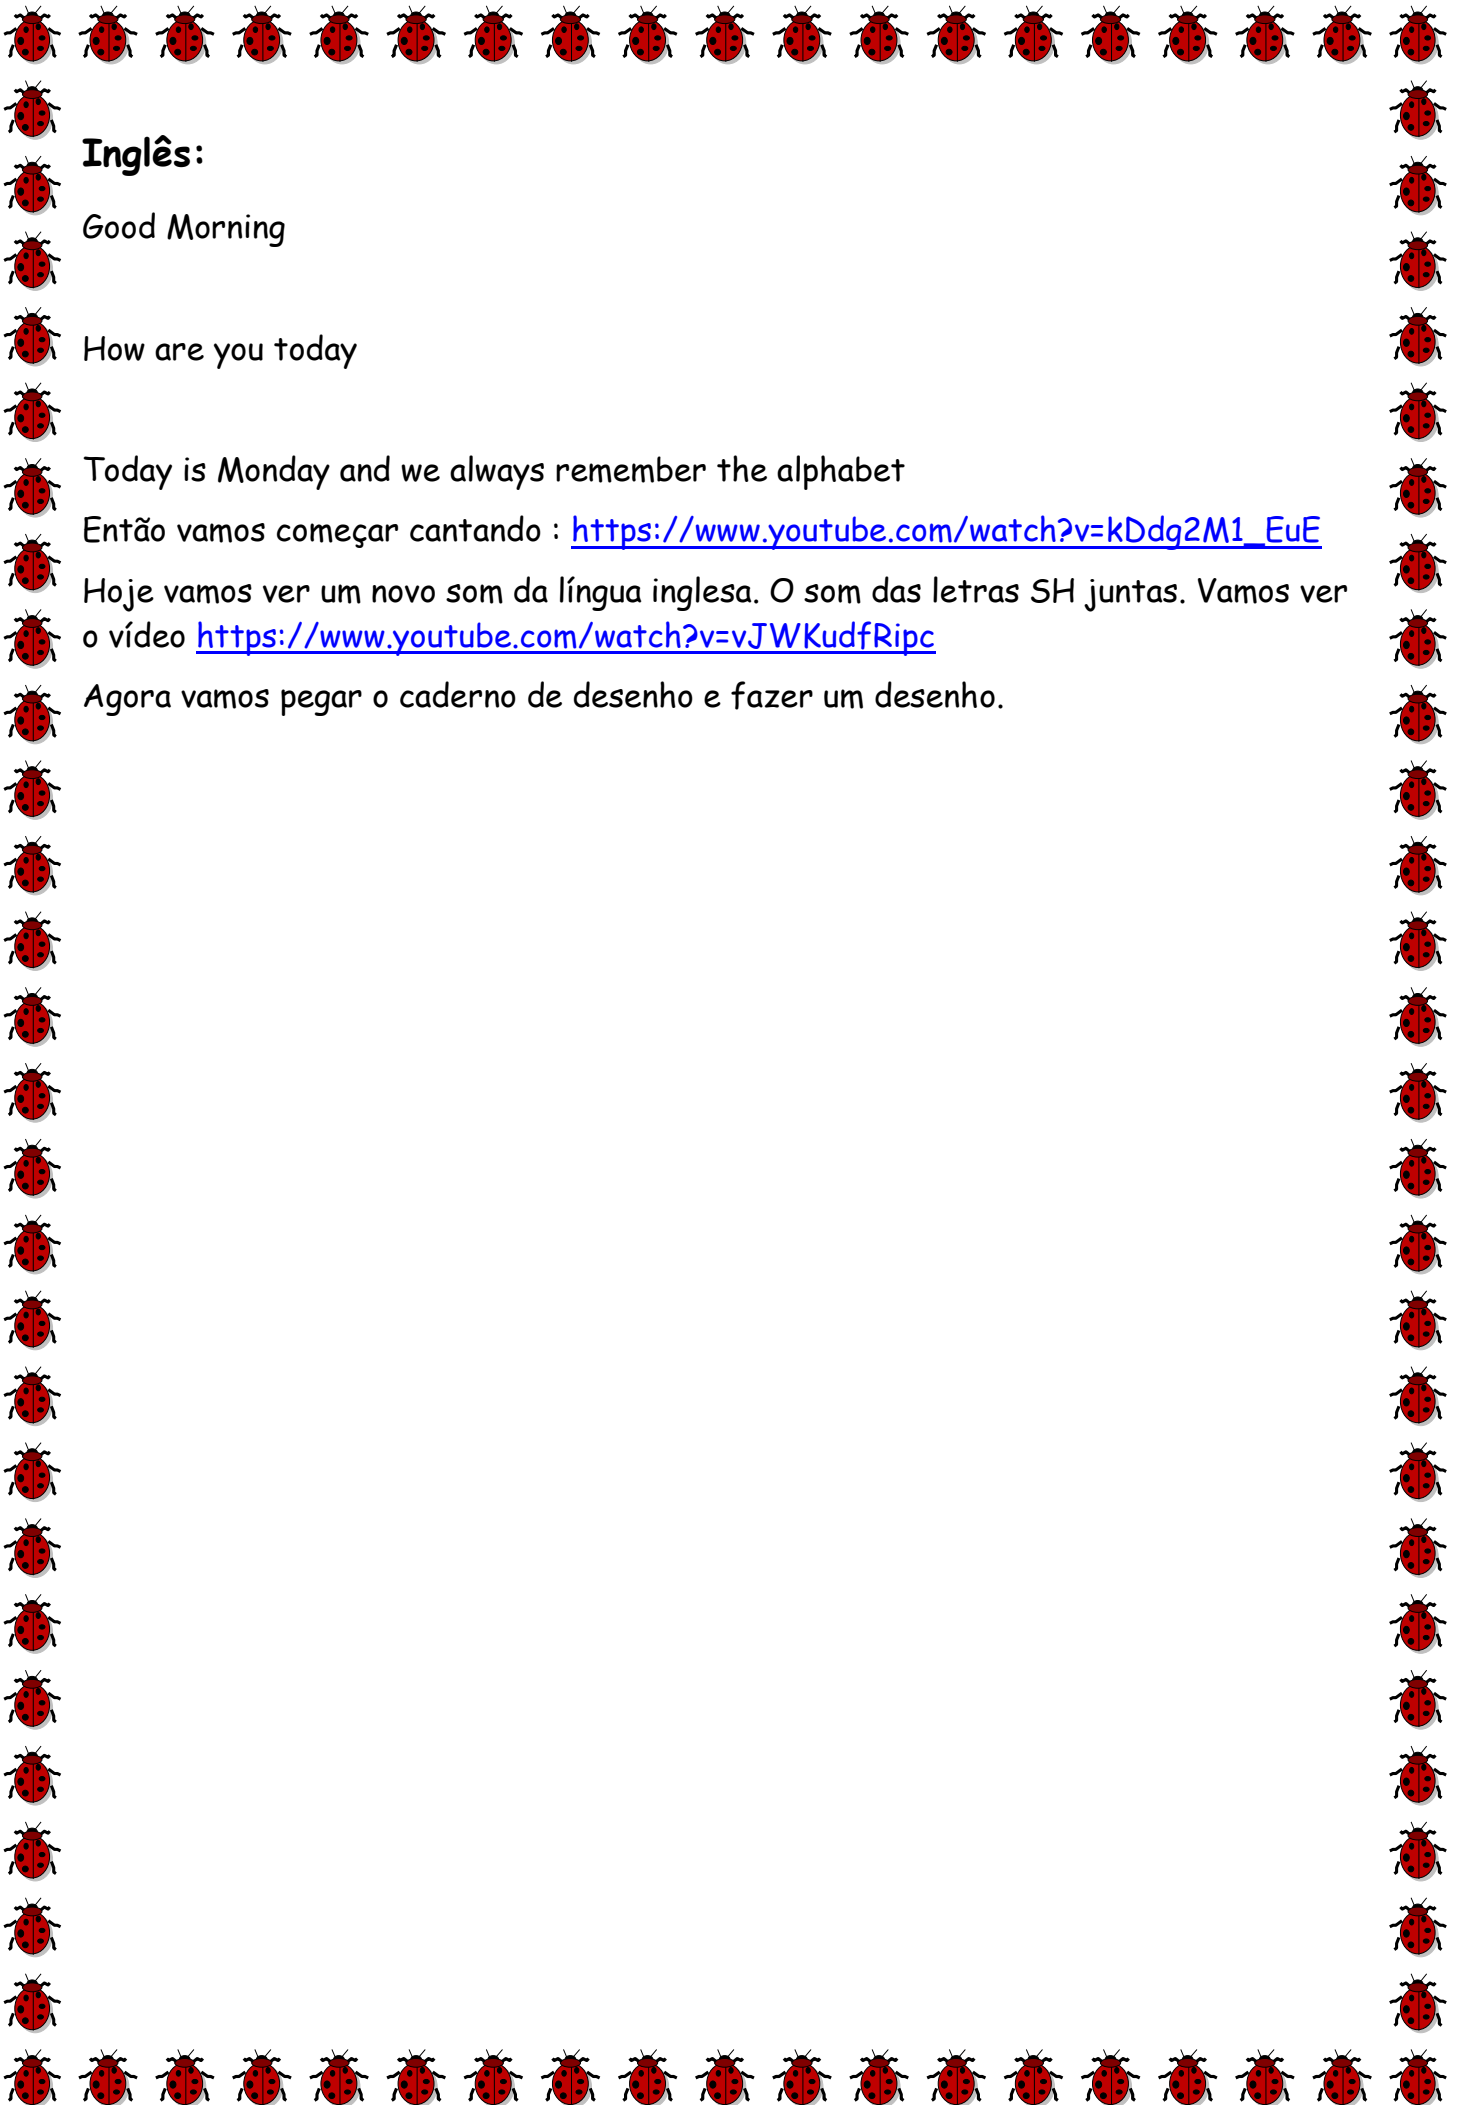 Inglês:
Good Morning
How are you today
Today is Monday and we always remember the alphabet
Então vamos começar cantando : https://www.youtube.com/watch?v=kDdg2M1_EuE
Hoje vamos ver um novo som da língua inglesa. O som das letras SH juntas. Vamos ver
o vídeo https://www.youtube.com/watch?v=vJWKudfRipc
Agora vamos pegar o caderno de desenho e fazer um desenho.